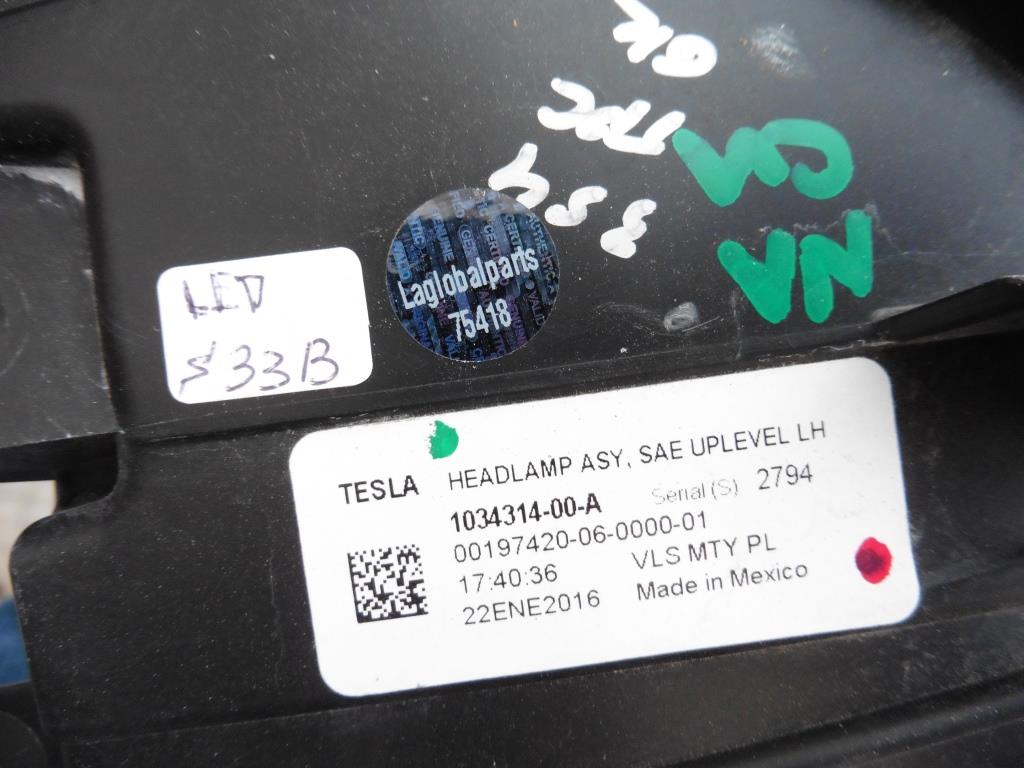 NA
LED
S33B
Laglobalparts
75418
TESLA HEADLAMP ASY, SAE UPLEVEL LH
1034314-00-A Serial (S) 2794
00197420-06-0000-01
17:40:36 VLS MTY PL
22ENE2016 Made in Mexico